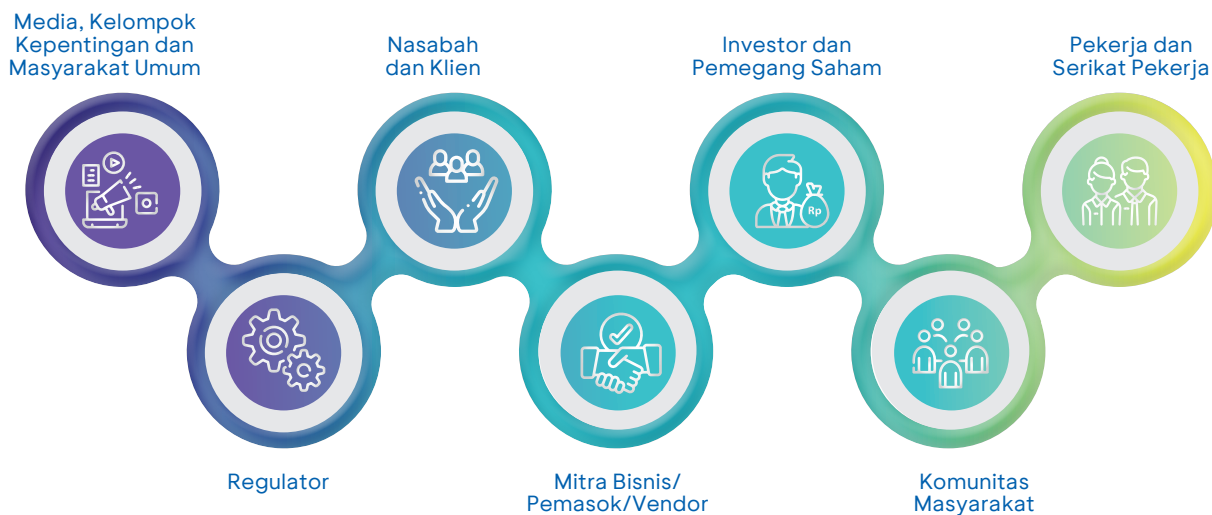 Media, Kelompok
Kepentingan dan
Masyarakat Umum
Nasabah
dan Klien
Investor dan
Pemegang Saham
Pekerja dan
Serikat Pekerja
Rp
Regulator
Mitra Bisnis/
Pemasok/Vendor
Komunitas
Masyarakat